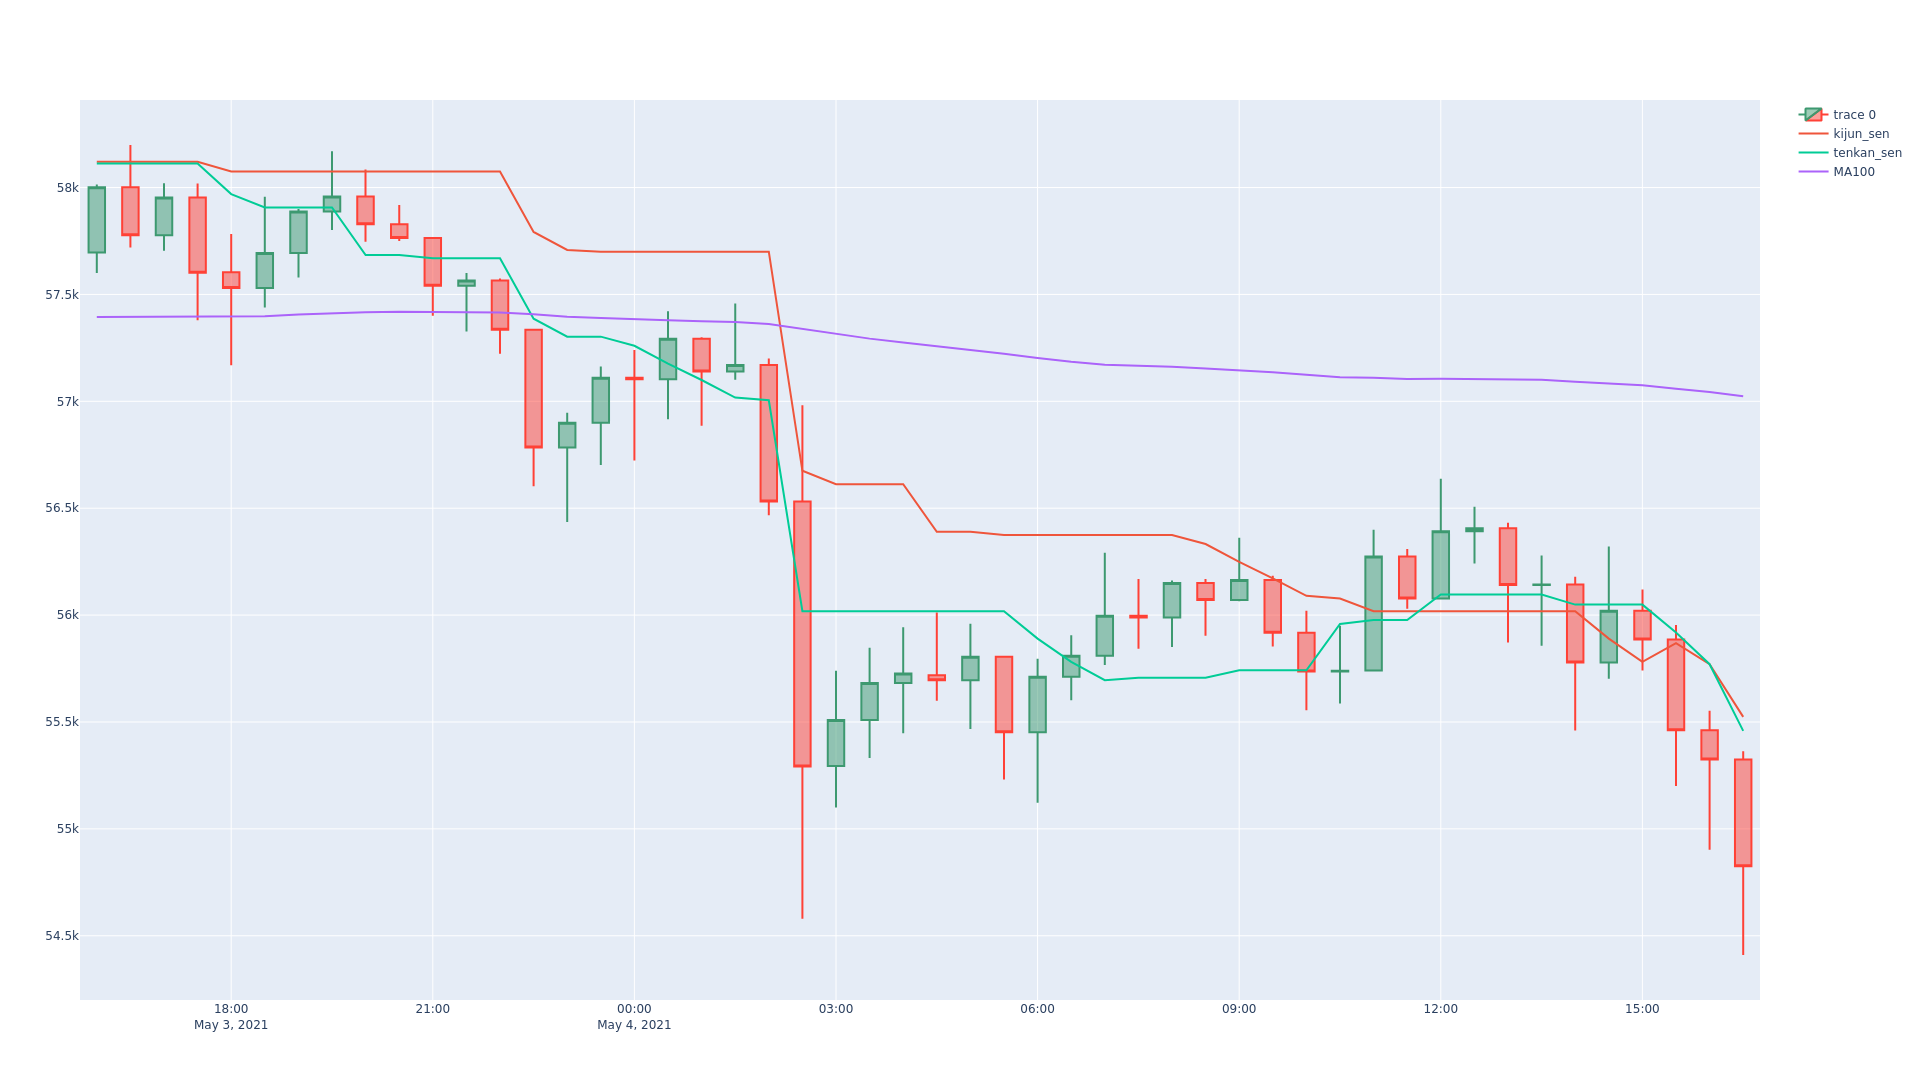 trace 0
kijun_sen
tenkan_sen
MA100
58k
57.5k
57k
56.5k
56k
55.5k
55k
54.5k
18:00 21:00 00:00 03:00 06:00 09:00 12:00 15:00
May 3, 2021 May 4, 2021